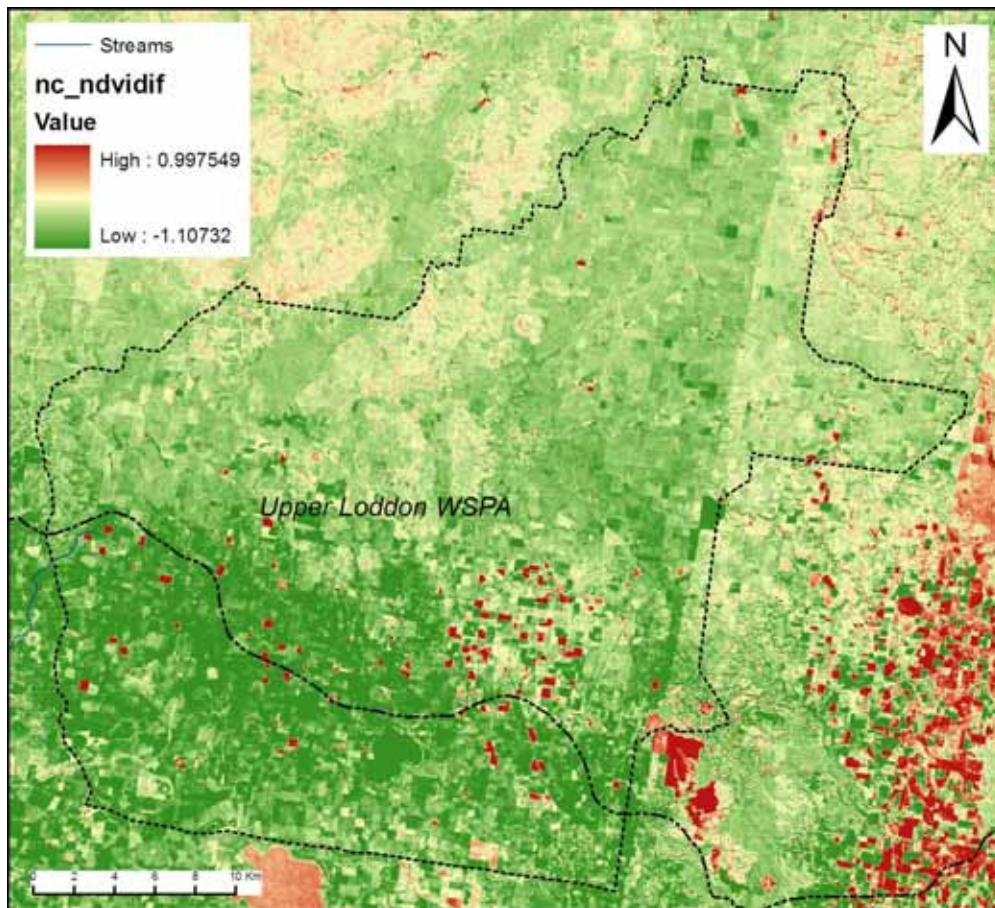 Streams
nc_ndvidif
Value
High : 0.997549
Low : -1.10732
N
Upper Loddon WSPA
0 2 4 6 8 10 Km